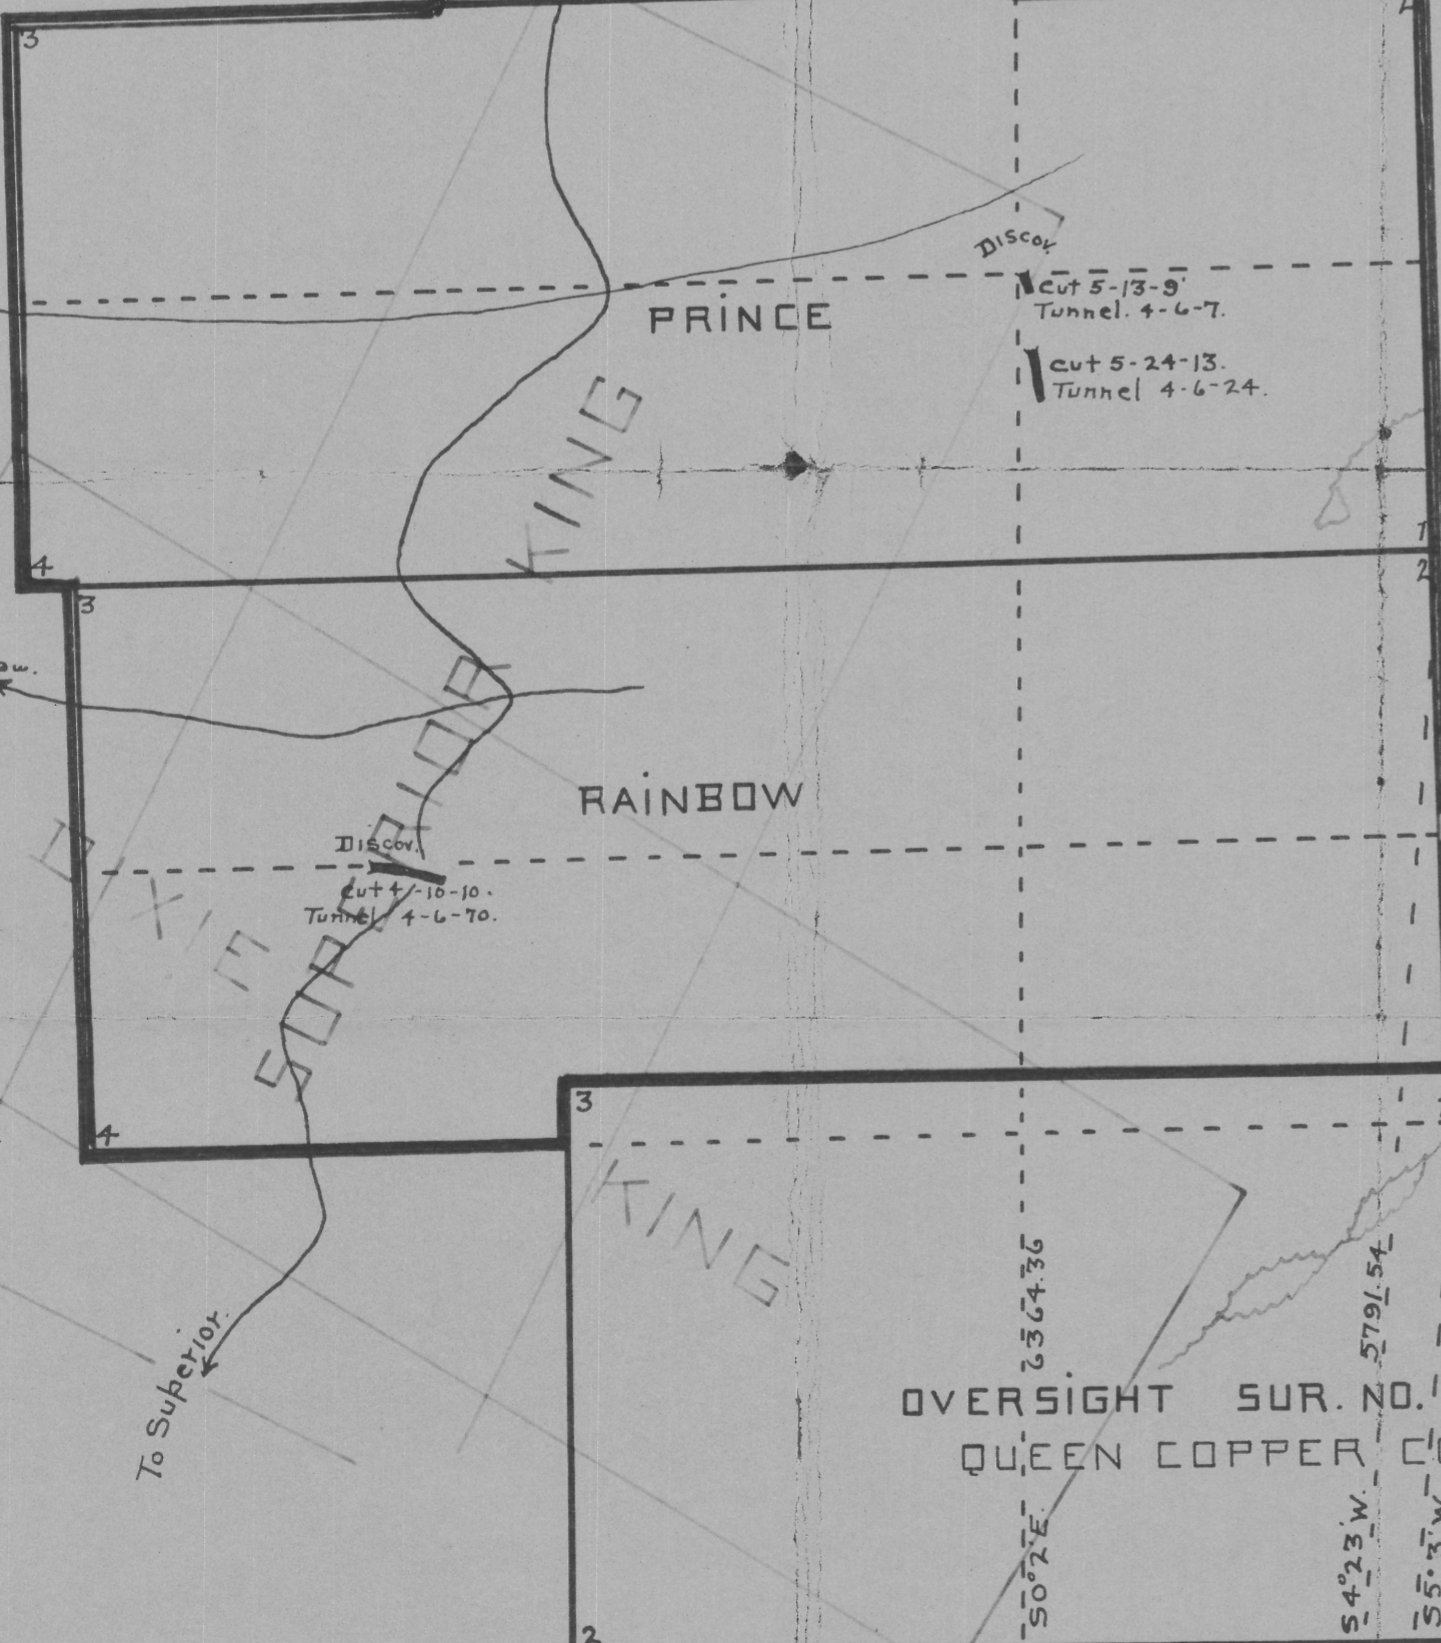 3
2
DISCOV.
Cut 5-13-9'
Tunnel. 4-6-7.
PRINCE
Cut 5-24-13.
Tunnel 4-6-24.
KING
1
4
3
2
SUPERIOR
RAINBOW
DISCOV.
Cut 4-10-10.
Tunnel 4-6-70.
DIXIE
4
3
KING
6364.36
5791.54
To Superior.
OVERSIGHT SUR. NO.
QUEEN COPPER
S0°2'E.
S4°23'W.
S5°3'W
2